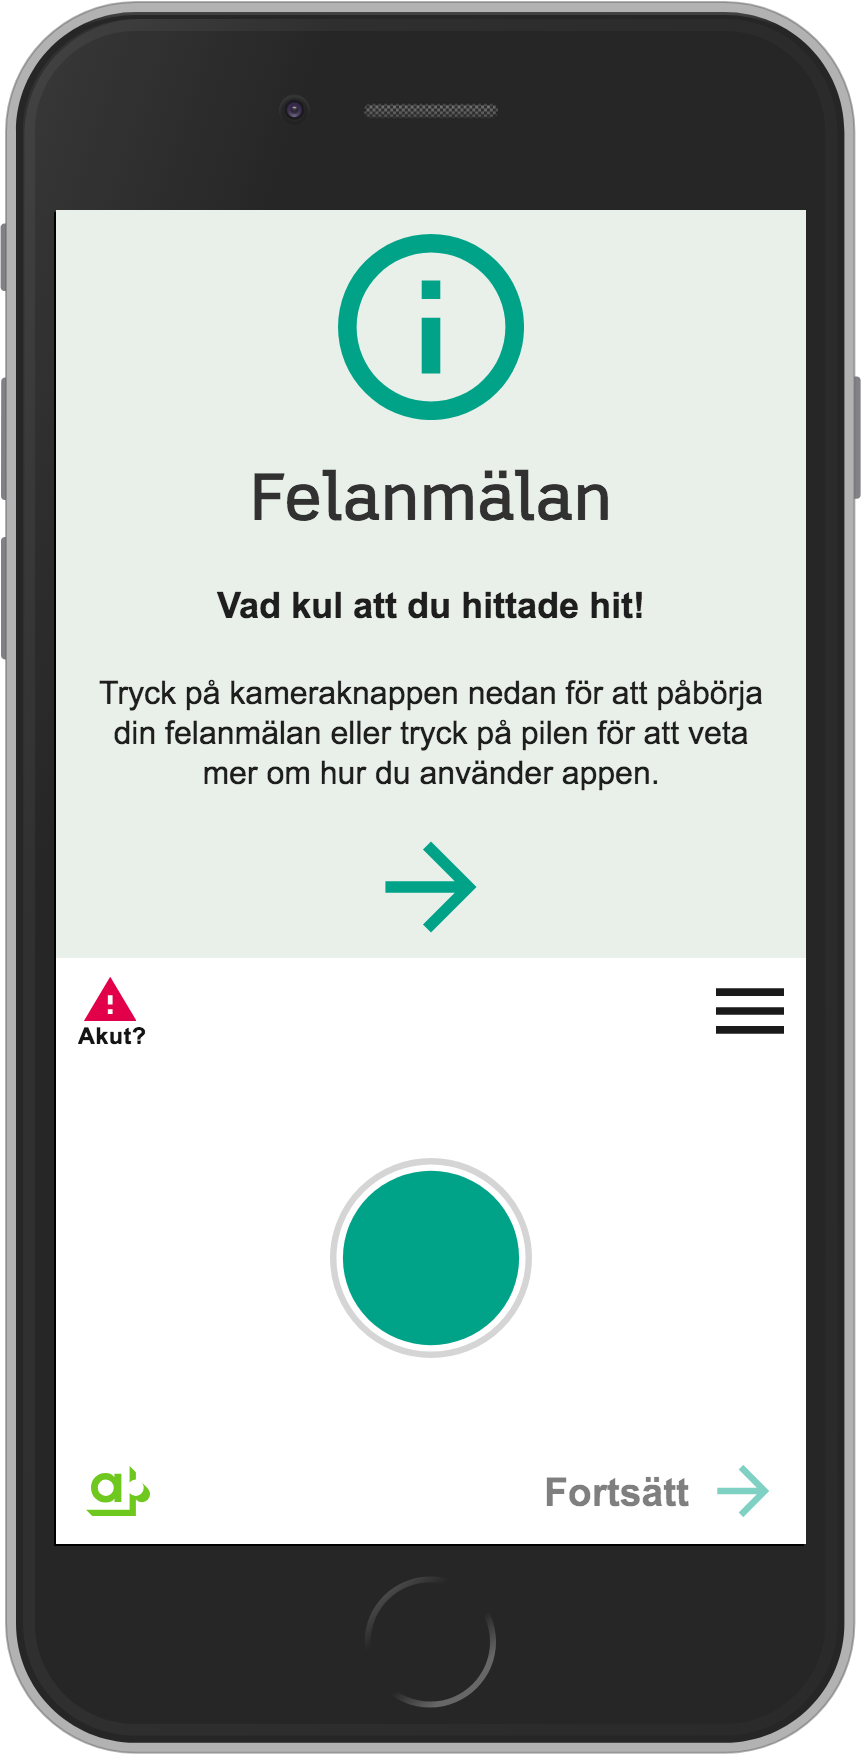 Felanmälan
Vad kul att du hittade hit!
Tryck på kameraknappen nedan för att påbörja
din felanmälan eller tryck på pilen för att veta
mer om hur du använder appen.
Akut?
ab
Fortsätt